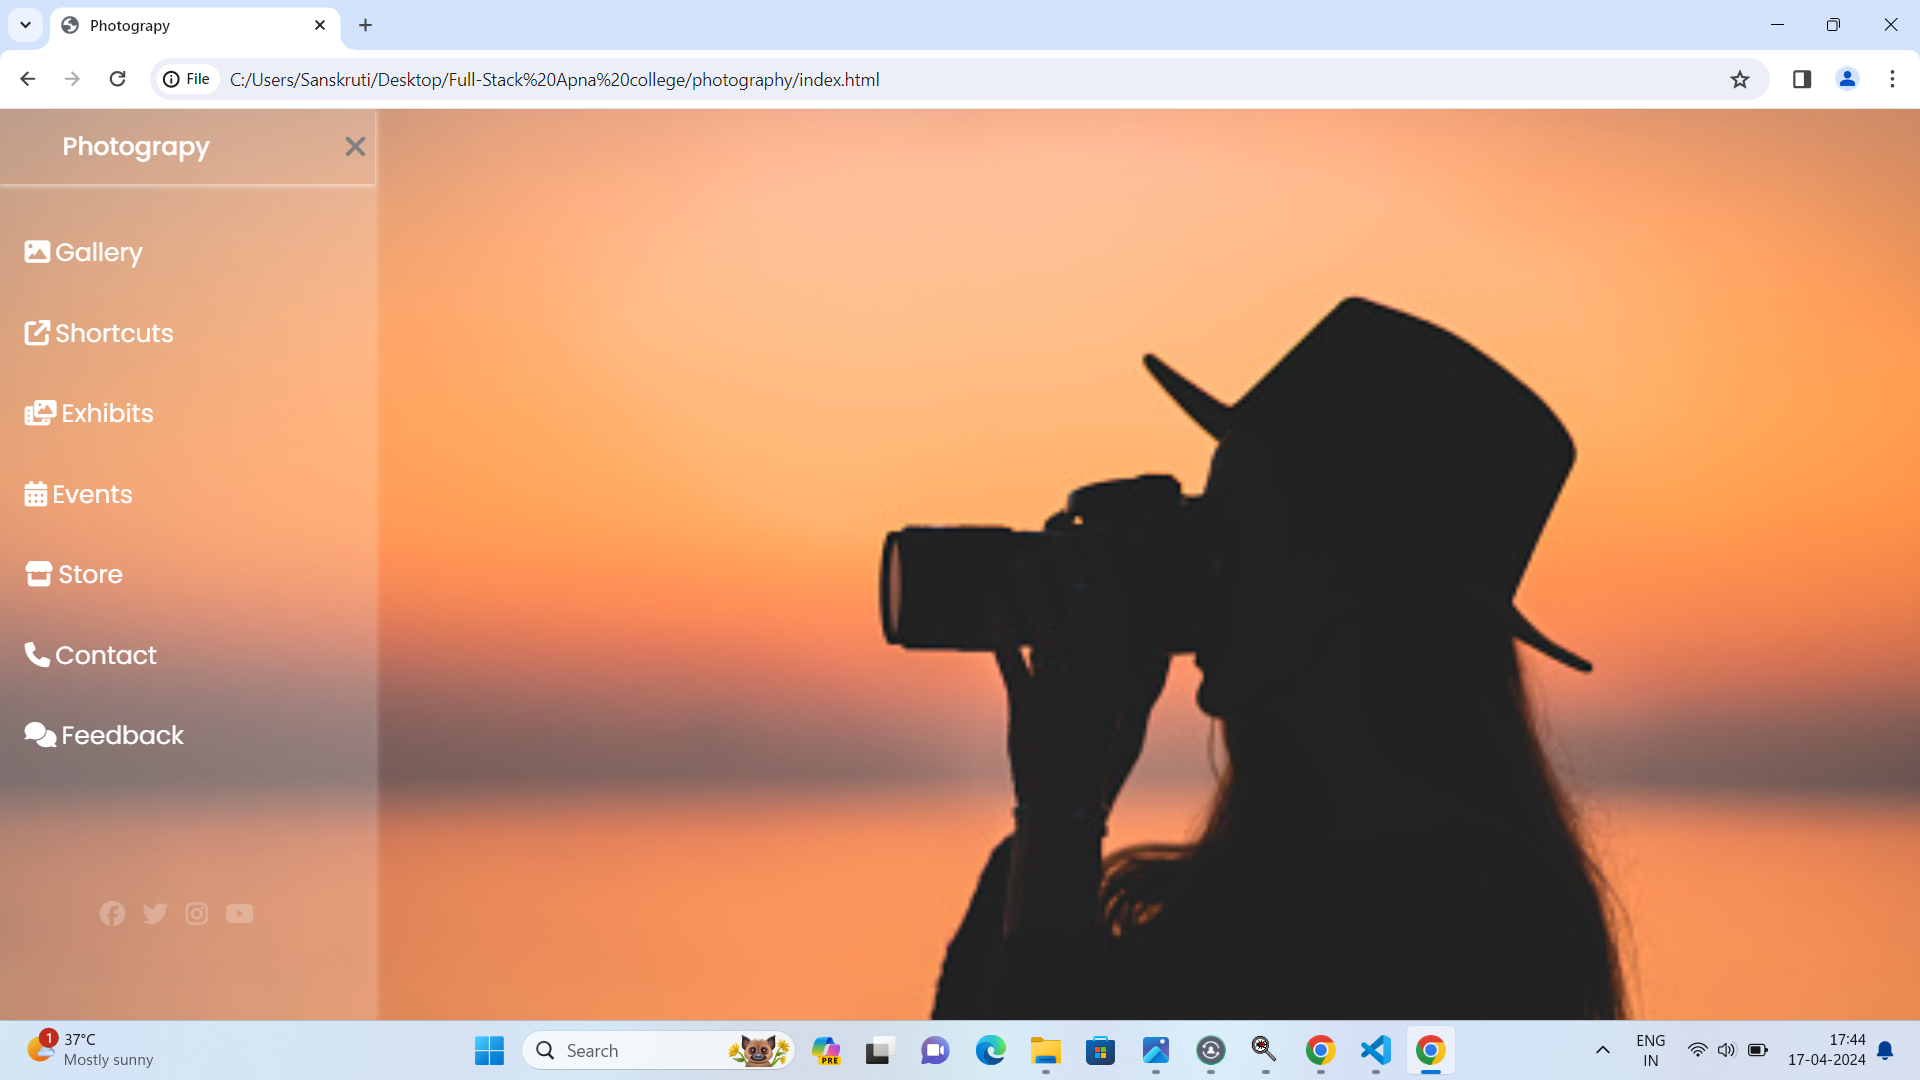 Photograpy
File
C:/Users/Sanskruti/Desktop/Full-Stack%20Apna%20college/photography/index.html
Photograpy
Gallery
Shortcuts
Exhibits
Events
Store
Contact
Feedback
1
37°C
Mostly sunny
Search
PRE
ENG
IN
17:44
17-04-2024